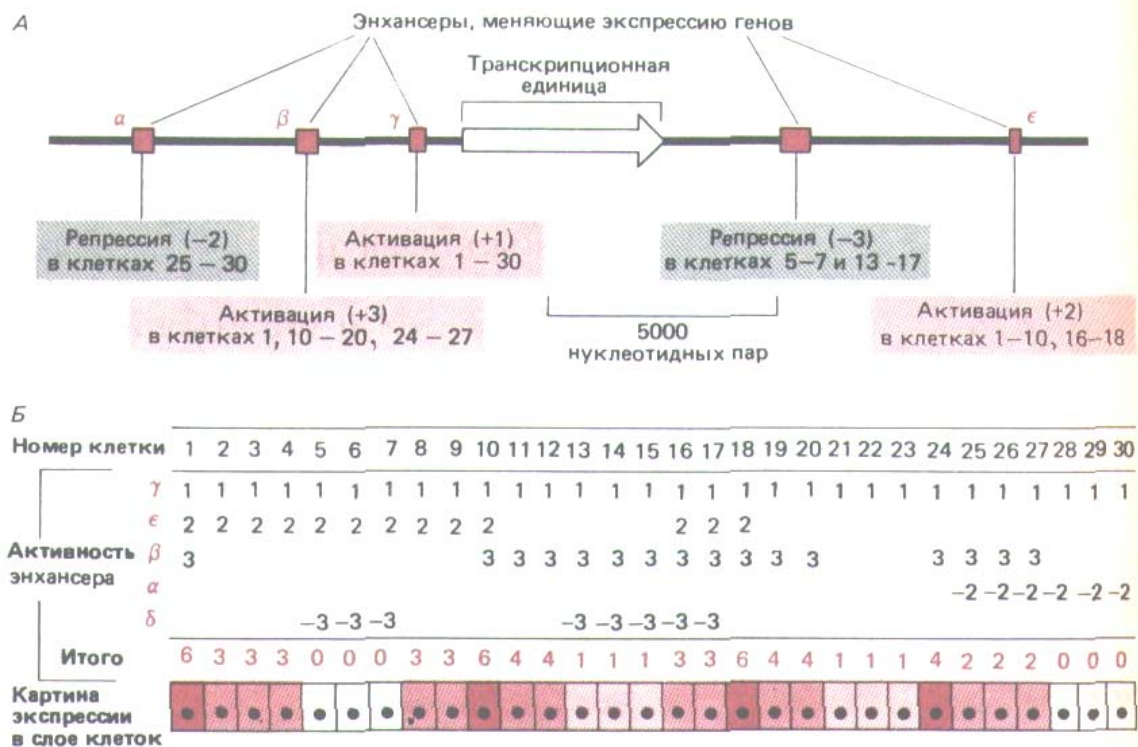 А
Энхансеры, меняющие экспрессию генов
Транскрипционная
единица
α
β
γ
ϵ
Репрессия (−2)
в клетках 25 – 30
Активация (+1)
в клетках 1 – 30
Репрессия (−3)
в клетках 5–7 и 13 -17
Активация (+3)
в клетках 1, 10 – 20, 24 – 27
5000
нуклеотидных пар
Активация (+2)
в клетках 1–10, 16–18
Б
Номер клетки 1 2 3 4 5 6 7 8 9 10 11 12 13 14 15 16 17 18 19 20 21 22 23 24 25 26 27 28 29 30
γ 1 1 1 1 1 1 1 1 1 1 1 1 1 1 1 1 1 1 1 1 1 1 1 1 1 1 1 1 1 1
ϵ 2 2 2 2 2 2 2 2 2 2 2 2 2
Активность
энхансера
β 3 3 3 3 3 3 3 3 3 3 3 3 3 3 3 3
α −2 −2 −2 −2 −2 −2
δ −3 −3 −3 −3 −3 −3 −3 −3
Итого 6 3 3 3 0 0 0 3 3 6 4 4 1 1 1 3 3 6 4 4 1 1 1 4 2 2 2 0 0 0
Картина
экспрессии
в слое клеток